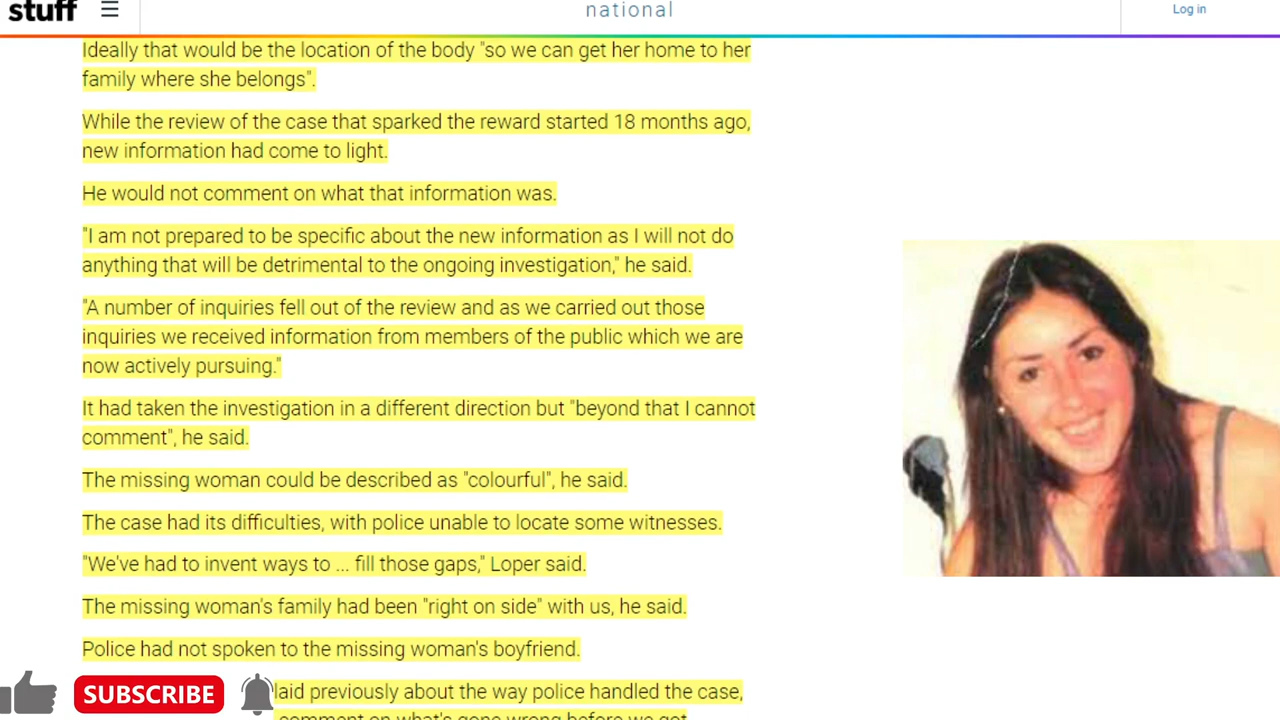 stuff
national
Log in
Ideally that would be the location of the body "so we can get her home to her
family where she belongs".
While the review of the case that sparked the reward started 18 months ago,
new information had come to light.
He would not comment on what that information was.
"I am not prepared to be specific about the new information as I will not do
anything that will be detrimental to the ongoing investigation," he said.
"A number of inquiries fell out of the review and as we carried out those
inquiries we received information from members of the public which we are
now actively pursuing."
It had taken the investigation in a different direction but "beyond that I cannot
comment", he said.
The missing woman could be described as "colourful", he said.
The case had its difficulties, with police unable to locate some witnesses.
"We've had to invent ways to ... fill those gaps," Loper said.
The missing woman's family had been "right on side" with us, he said.
Police had not spoken to the missing woman's boyfriend.
laid previously about the way police handled the case,
comment on what's gone wrong before we get
SUBSCRIBE